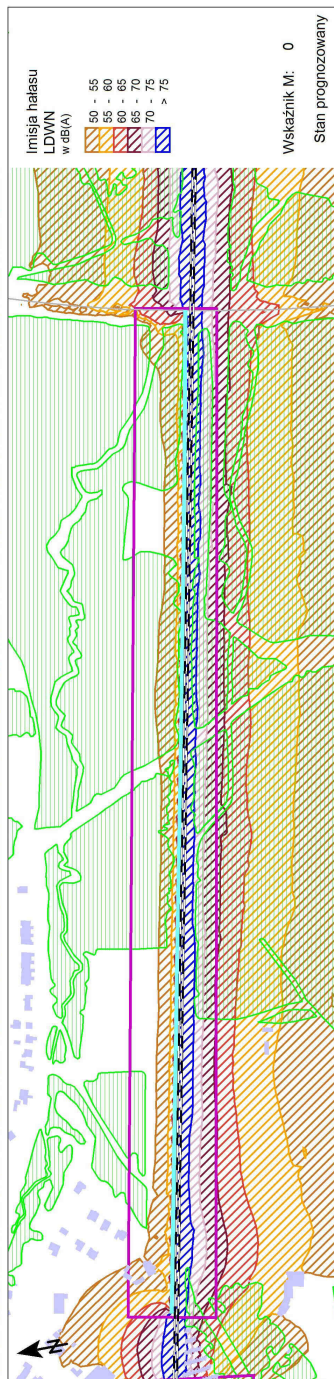 Imisja hałasu
LDWN
w dB(A)
50 - 55
55 - 60
60 - 65
65 - 70
70 - 75
> 75
Wskaźnik M: 0
Stan prognozowany
N